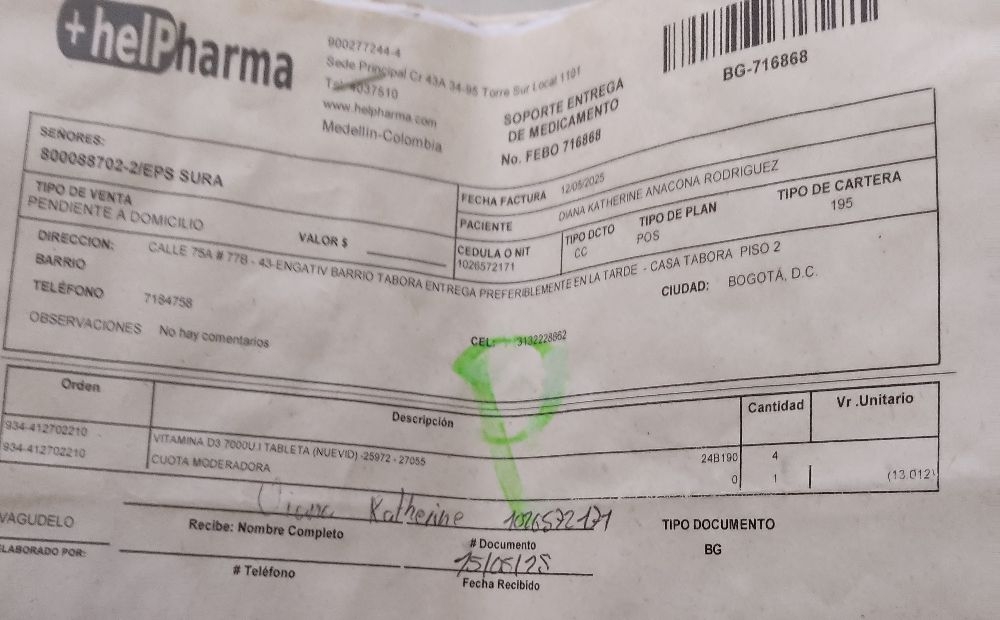 +helPharma
900277244-4
Sede Principal Cr 43A 34-95 Torre Sur Local 1101
Tel: 4037510
www.helpharma.com
Medellin-Colombia
SOPORTE ENTREGA
DE MEDICAMENTO
No. FEBO 716868
BG-716868
SEÑORES:
800088702-2/EPS SURA
FECHA FACTURA 12/05/2025
TIPO DE VENTA
PENDIENTE A DOMICILIO
VALOR $
PACIENTE DIANA KATHERINE ANACONA RODRIGUEZ
CEDULA O NIT
1026572171
TIPO DCTO
CC
TIPO DE PLAN
POS
TIPO DE CARTERA
195
DIRECCION: CALLE 75A # 77B - 43-ENGATIV BARRIO TABORA ENTREGA PREFERIBLEMENTE EN LA TARDE - CASA TABORA PISO 2
BARRIO
CIUDAD: BOGOTÁ, D.C.
TELÉFONO 7184758
OBSERVACIONES No hay comentarios
CEL: 3132228862
Orden Descripción Cantidad Vr .Unitario
934-412702210 VITAMINA D3 7000U.I TABLETA (NUEVID) -25972 - 27055 24B190 4
934-412702210 CUOTA MODERADORA 0 1 (13.012)
Diana Katherine 1026572171
VAGUDELO Recibe: Nombre Completo # Documento TIPO DOCUMENTO
15/05/25 BG
ELABORADO POR: # Teléfono Fecha Recibido